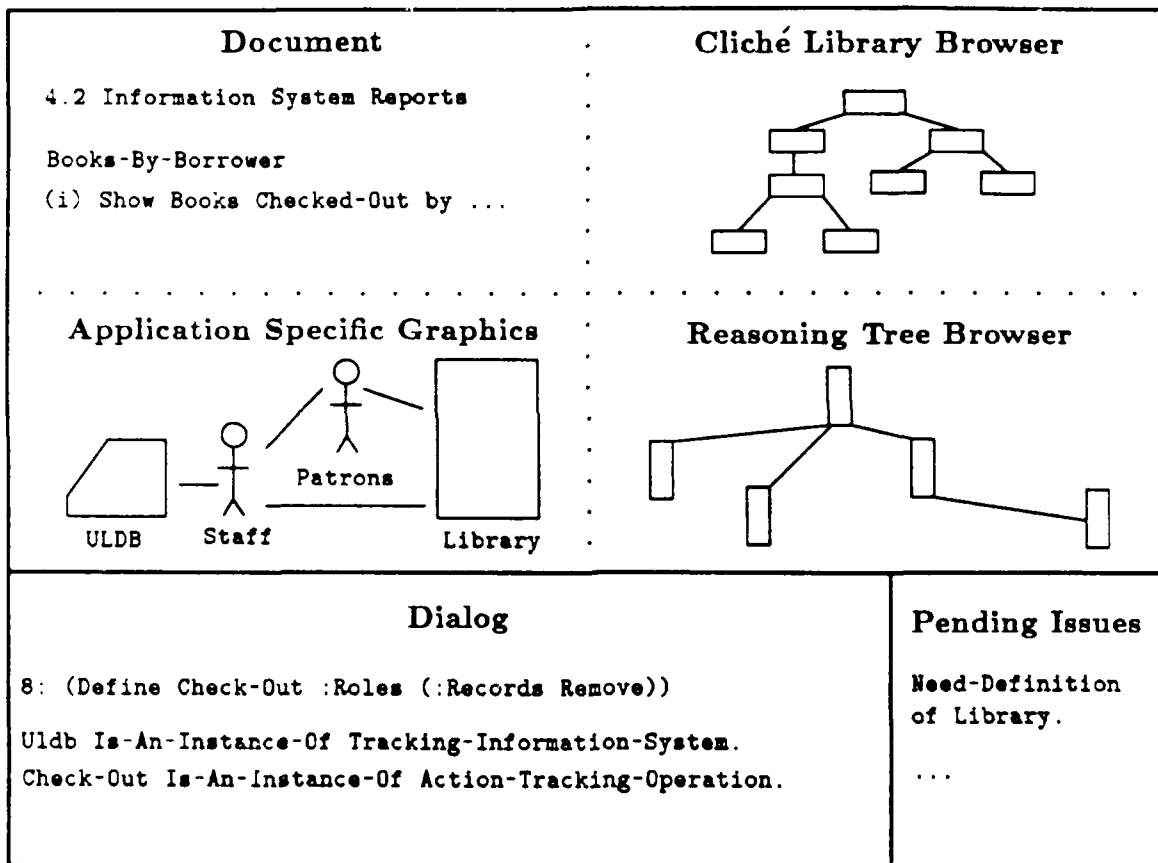 Document
4.2 Information System Reports
Books-By-Borrower
(i) Show Books Checked-Out by ...
Cliché Library Browser
Application Specific Graphics
Patrons
ULDB
Staff
Library
Reasoning Tree Browser
Dialog
8: (Define Check-Out :Roles (:Records Remove))
Uldb Is-An-Instance-Of Tracking-Information-System.
Check-Out Is-An-Instance-Of Action-Tracking-Operation.
Pending Issues
Need-Definition
of Library.
...